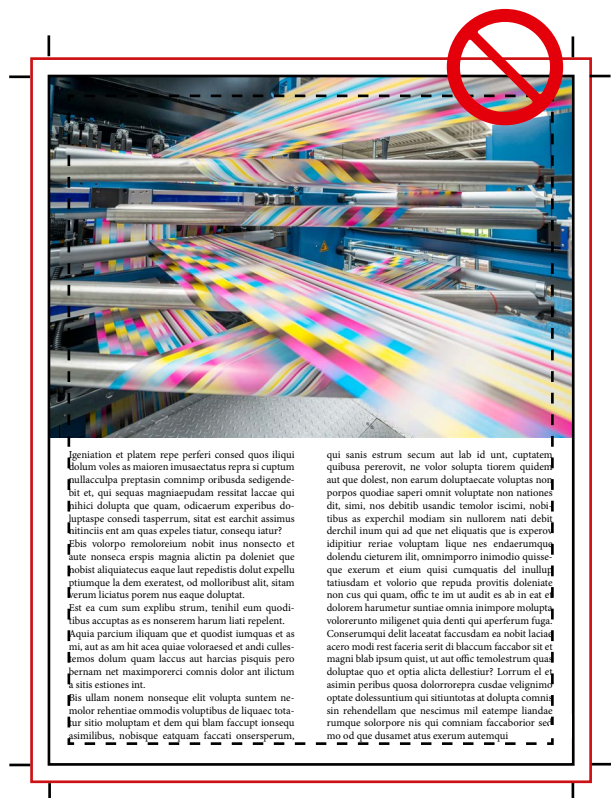 Igeniation et platem repe perferi consed quos iliqui
dolum voles as maioren imusaectatus repra si cuptum
nullacculpa preptasin comnimp oribusda sedigende-
bit et, qui sequas magniaepudam ressitat laccae qui
nihici dolupta que quam, odicaerum experibus do-
luptaspe consedi tasperrum, sitat est earchit assimus
nitinciis ent am quas expeles tiatur, consequ iatur?
Ebis volorpo remoloreium nobit inus nonsecto et
aute nonseca erspis magnia alictin pa doleniet que
nobist aliquiatecus eaque laut repedistis dolut expellu
ptiumque la dem exeratest, od molloribust alit, sitam
verum liciatus porem nus eaque doluptat.
Est ea cum sum explibu strum, tenihil eum quodi-
tibus accuptas as es nonserem harum liati repelent.
Aquia parcium iliquam que et quodist iumquas et as
mi, aut as am hit acea quiae voloraesed et andi culles-
temos dolum quam laccus aut harcias pisquis pero
bernam net maximporerci comnis dolor ant ilictum
a sitis estiones int.
Bis ullam nonem nonseque elit volupta suntem ne-
molor rehentiae ommodis voluptibus de liquaec tota-
tur sitio moluptam et dem qui blam faccupt ionsequ
asimilibus, nobisque eatquam faccati onsersperum,
qui sanis estrum secum aut lab id unt, cuptatem
quibusa pererovit, ne volor solupta tiorem quidem
aut que dolest, non earum doluptaecate voluptas non
porpos quodiae saperi omnit voluptate non nationes
dit, simi, nos debitib usandic temolor iscimi, nobi-
tibus as experchil modiam sin nullorem nati debit
derchil inum qui ad que net eliquatis que is experov
idipitiur reriae voluptam lique nes endaerumque
dolendu cieturem ilit, omnimporro inimodio quisse-
que exerum et eium quisi cumquatis del inullup
tatiusdam et volorio que repuda provitis doleniate
non cus qui quam, offic te im ut audit es ab in eat et
dolorem harumetur suntiae omnia inimpore molupta
volorerunto miligenet quia denti qui aperferum fuga.
Conserumqui delit laceatat faccusdam ea nobit laciae
acero modi rest faceria serit di blaccum faccabor sit et
magni blab ipsum quist, ut aut offic temolestrum quas
doluptae quo et optia alicta dellestiur? Lorrum el et
asimin peribus quosa dolorrorepra cusdae velignimo
optate dolessuntium qui sitiuntotas at dolupta comnis
sin rehendellam que nescimus mil eatempe liandae
rumque solorpore nis qui comniam faccaborior sec
mo od que dusamet atus exerum autemqui